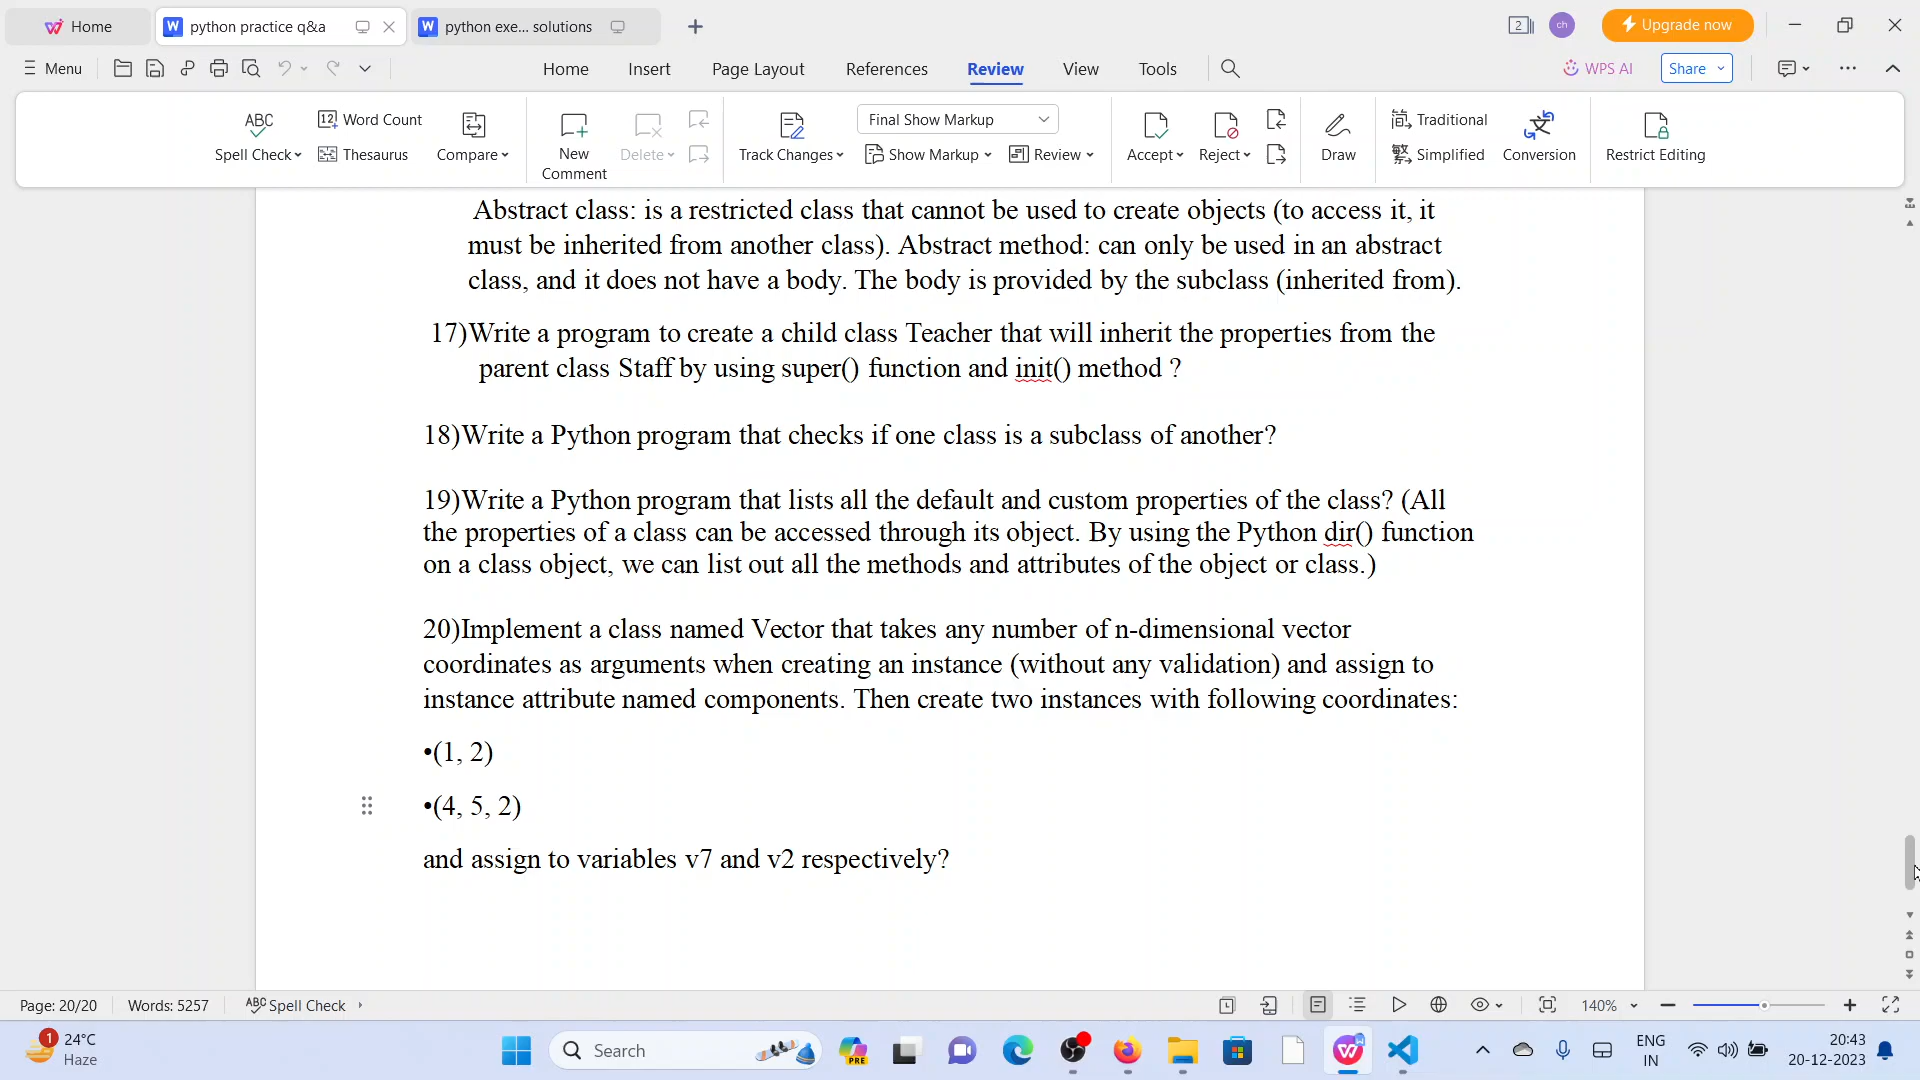 Home
python practice q&a
python exe... solutions
2
ch
Upgrade now
Menu
Home
Insert
Page Layout
References
Review
View
Tools
WPS AI
Share
ABC
Spell Check
12 Word Count
Thesaurus
Compare
New
Comment
Delete
Track Changes
Final Show Markup
Show Markup
Review
Accept
Reject
Draw
简 Traditional
繁 Simplified
Conversion
Restrict Editing
Abstract class: is a restricted class that cannot be used to create objects (to access it, it
must be inherited from another class). Abstract method: can only be used in an abstract
class, and it does not have a body. The body is provided by the subclass (inherited from).
17)Write a program to create a child class Teacher that will inherit the properties from the
parent class Staff by using super() function and init() method ?
18)Write a Python program that checks if one class is a subclass of another?
19)Write a Python program that lists all the default and custom properties of the class? (All
the properties of a class can be accessed through its object. By using the Python dir() function
on a class object, we can list out all the methods and attributes of the object or class.)
20)Implement a class named Vector that takes any number of n-dimensional vector
coordinates as arguments when creating an instance (without any validation) and assign to
instance attribute named components. Then create two instances with following coordinates:
•(1, 2)
•(4, 5, 2)
and assign to variables v7 and v2 respectively?
Page: 20/20
Words: 5257
ABC Spell Check
140%
1
24°C
Haze
Search
PRE
ENG
IN
20:43
20-12-2023